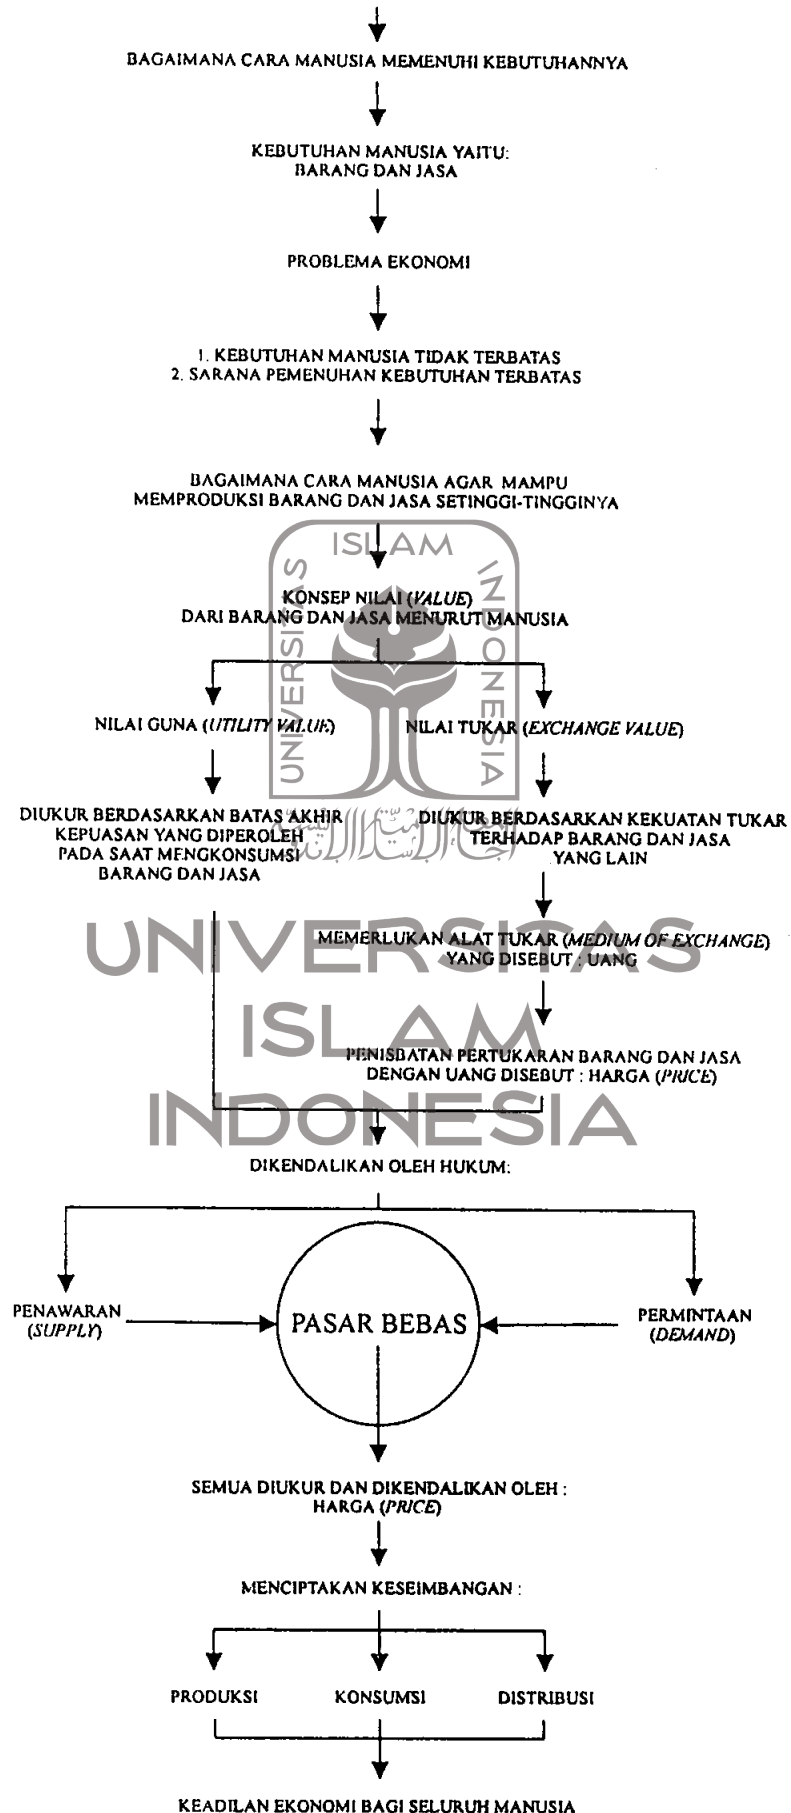 BAGAIMANA CARA MANUSIA MEMENUHI KEBUTUHANNYA
KEBUTUHAN MANUSIA YAITU:
BARANG DAN JASA
PROBLEMA EKONOMI
1. KEBUTUHAN MANUSIA TIDAK TERBATAS
2. SARANA PEMENUHAN KEBUTUHAN TERBATAS
BAGAIMANA CARA MANUSIA AGAR MAMPU
MEMPRODUKSI BARANG DAN JASA SETINGGI-TINGGINYA
ISLAM
UNIVERSITAS
INDONESIA
KONSEP NILAI (VALUE)
DARI BARANG DAN JASA MENURUT MANUSIA
NILAI GUNA (UTILITY VALUE)
NILAI TUKAR (EXCHANGE VALUE)
DIUKUR BERDASARKAN BATAS AKHIR
KEPUASAN YANG DIPEROLEH
PADA SAAT MENGKONSUMSI
BARANG DAN JASA
DIUKUR BERDASARKAN KEKUATAN TUKAR
TERHADAP BARANG DAN JASA
YANG LAIN
MEMERLUKAN ALAT TUKAR (MEDIUM OF EXCHANGE)
YANG DISEBUT : UANG
PENISBATAN PERTUKARAN BARANG DAN JASA
DENGAN UANG DISEBUT : HARGA (PRICE)
UNIVERSITAS
ISLAM
INDONESIA
DIKENDALIKAN OLEH HUKUM:
PENAWARAN
(SUPPLY)
PASAR BEBAS
PERMINTAAN
(DEMAND)
SEMUA DIUKUR DAN DIKENDALIKAN OLEH :
HARGA (PRICE)
MENCIPTAKAN KESEIMBANGAN :
PRODUKSI
KONSUMSI
DISTRIBUSI
KEADILAN EKONOMI BAGI SELURUH MANUSIA